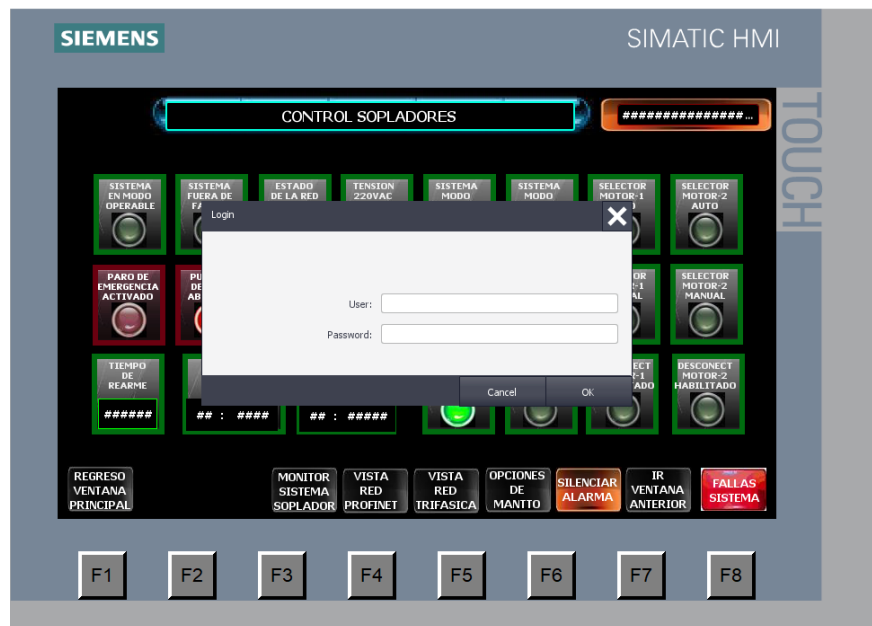 SIEMENS
SIMATIC HMI
TOUCH
CONTROL SOPLADORES
###############...
SISTEMA
EN MODO
OPERABLE
SISTEMA
FUERA DE
ESTADO
DE LA RED
TENSION
220VAC
SISTEMA
MODO
SISTEMA
MODO
SELECTOR
MOTOR-1
SELECTOR
MOTOR-2
AUTO
Login
PARO DE
EMERGENCIA
ACTIVADO
SELECTOR
MOTOR-2
MANUAL
User:
Password:
TIEMPO
DE
REARME
DESCONECT
MOTOR-2
HABILITADO
Cancel
OK
######
## : ####
## : #####
REGRESO
VENTANA
PRINCIPAL
MONITOR
SISTEMA
SOPLADOR
VISTA
RED
PROFINET
VISTA
RED
TRIFASICA
OPCIONES
DE
MANTTO
SILENCIAR
ALARMA
IR
VENTANA
ANTERIOR
FALLAS
SISTEMA
F1
F2
F3
F4
F5
F6
F7
F8